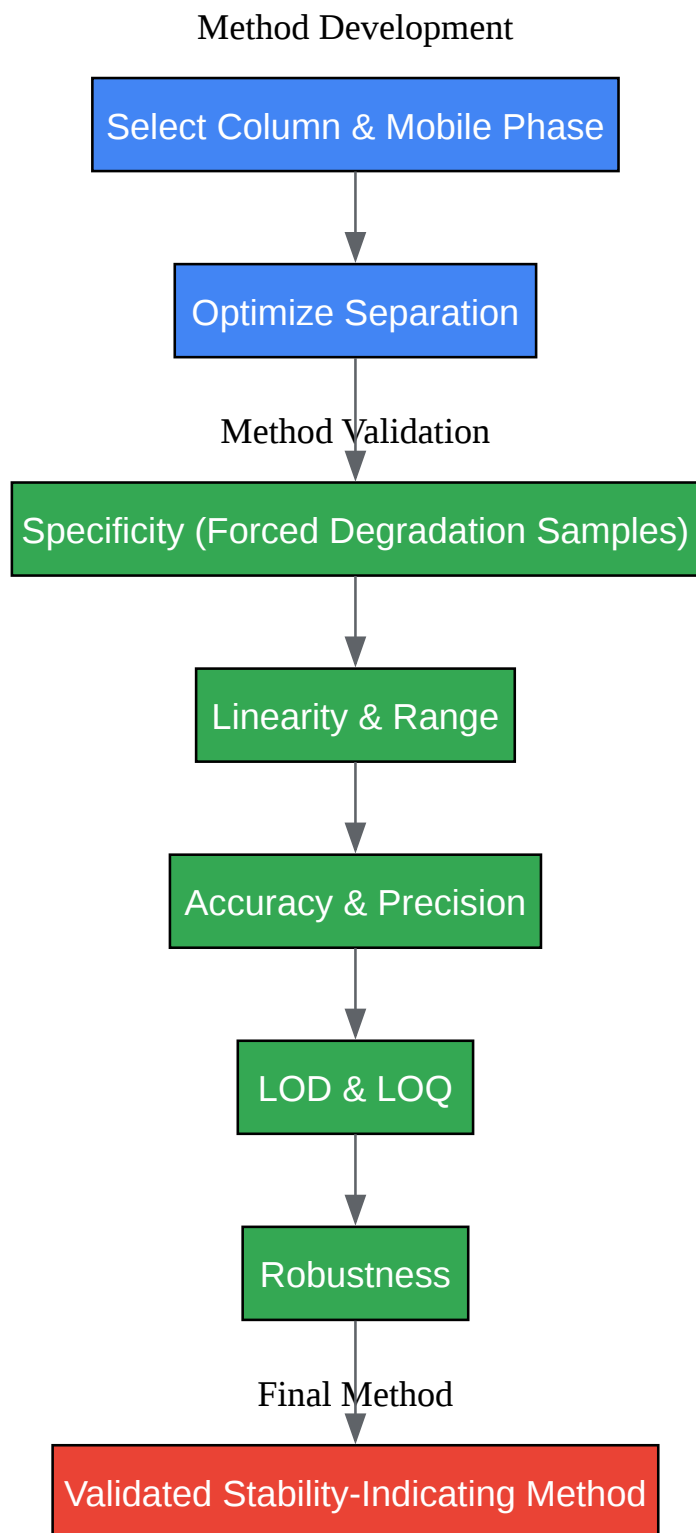 Method Development
Select Column & Mobile Phase
Optimize Separation
Method Validation
Specificity (Forced Degradation Samples)
Linearity & Range
Accuracy & Precision
LOD & LOQ
Robustness
Final Method
Validated Stability-Indicating Method